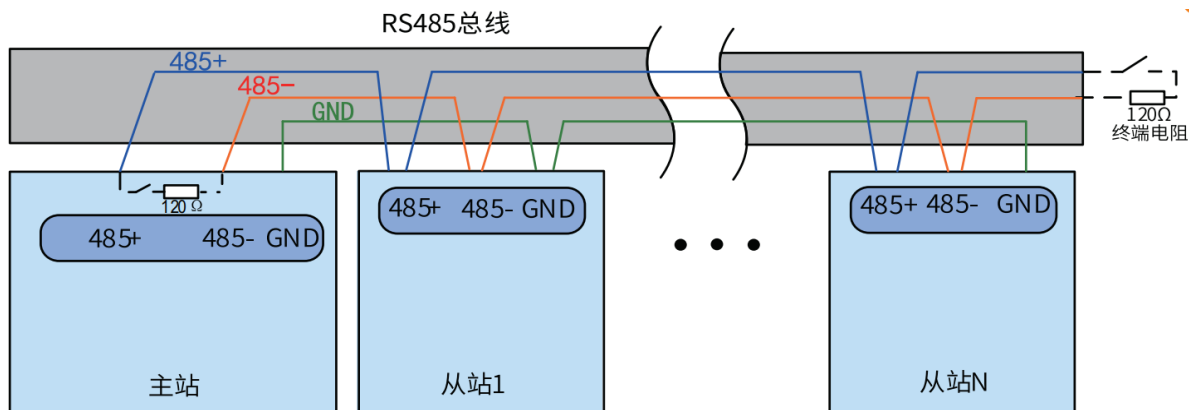 RS485总线
485+
485-
GND
120Ω
终端电阻
120 Ω
485+ 485- GND
485+ 485- GND
485+ 485- GND
主站
从站1
从站N